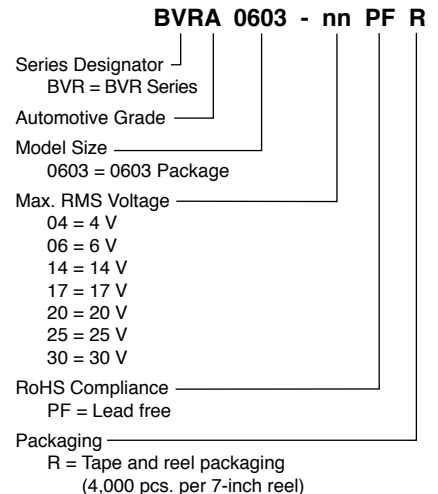 BVRA 0603 - nn PF R
Series Designator
BVR = BVR Series
Automotive Grade
Model Size
0603 = 0603 Package
Max. RMS Voltage
04 = 4 V
06 = 6 V
14 = 14 V
17 = 17 V
20 = 20 V
25 = 25 V
30 = 30 V
RoHS Compliance
PF = Lead free
Packaging
R = Tape and reel packaging
(4,000 pcs. per 7-inch reel)